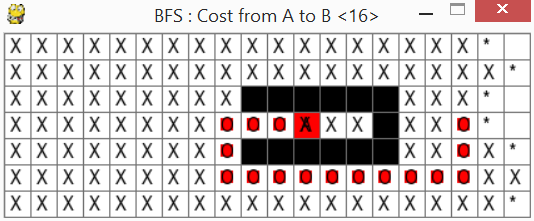 BFS : Cost from A to B <16>
X X X X X X X X X X X X X X X X X X *
X X X X X X X X X X X X X X X X X X X *
X X X X X X X X X X X X *
X X X X X X X X O O O X X X X X O *
X X X X X X X X O X X O X *
X X X X X X X X O O O O O O O O O O X X
X X X X X X X X X X X X X X X X X X X *